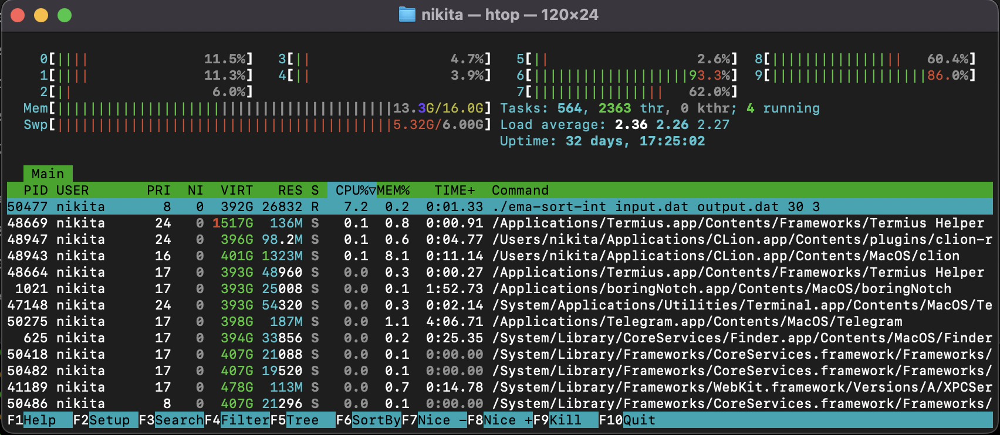 nikita — htop — 120×24
0[|||| 11.5%] 3[|| 4.7%] 5[|| 2.6%] 8[|||||||||||||||| 60.4%]
1[|||| 11.3%] 4[|| 3.9%] 6[|||||||||||||||||||93.3%] 9[|||||||||||||||||||86.0%]
2[|| 6.0%] 7[|||||||||||||||| 62.0%]
Mem[|||||||||||||||||||||||||||||||||||||||||13.3G/16.0G] Tasks: 564, 2363 thr, 0 kthr; 4 running
Swp[|||||||||||||||||||||||||||||||||||||||||5.32G/6.00G] Load average: 2.36 2.26 2.27
Uptime: 32 days, 17:25:02
Main
PID USER PRI NI VIRT RES S CPU%▽MEM% TIME+ Command
50477 nikita 8 0 392G 26832 R 7.2 0.2 0:01.33 ./ema-sort-int input.dat output.dat 30 3
48669 nikita 24 0 1517G 136M S 0.1 0.8 0:00.91 /Applications/Termius.app/Contents/Frameworks/Termius Helper
48947 nikita 24 0 396G 98.2M S 0.1 0.6 0:04.77 /Users/nikita/Applications/CLion.app/Contents/plugins/clion-r
48943 nikita 16 0 401G 1323M S 0.1 8.1 0:11.14 /Users/nikita/Applications/CLion.app/Contents/MacOS/clion
48664 nikita 17 0 393G 48960 S 0.0 0.3 0:00.27 /Applications/Termius.app/Contents/Frameworks/Termius Helper
1021 nikita 17 0 393G 25008 S 0.0 0.1 1:52.73 /Applications/boringNotch.app/Contents/MacOS/boringNotch
47148 nikita 24 0 393G 54320 S 0.0 0.3 0:02.14 /System/Applications/Utilities/Terminal.app/Contents/MacOS/Te
50275 nikita 17 0 398G 187M S 0.0 1.1 4:06.71 /Applications/Telegram.app/Contents/MacOS/Telegram
625 nikita 17 0 394G 33856 S 0.0 0.2 0:25.35 /System/Library/CoreServices/Finder.app/Contents/MacOS/Finder
50418 nikita 17 0 407G 21088 S 0.0 0.1 0:00.00 /System/Library/Frameworks/CoreServices.framework/Frameworks/
50482 nikita 17 0 407G 19520 S 0.0 0.1 0:00.00 /System/Library/Frameworks/CoreServices.framework/Frameworks/
41189 nikita 17 0 478G 113M S 0.0 0.7 0:14.78 /System/Library/Frameworks/WebKit.framework/Versions/A/XPCSer
50486 nikita 8 0 407G 21296 S 0.0 0.1 0:00.00 /System/Library/Frameworks/CoreServices.framework/Frameworks/
F1Help F2Setup F3SearchF4FilterF5Tree F6SortByF7Nice -F8Nice +F9Kill F10Quit